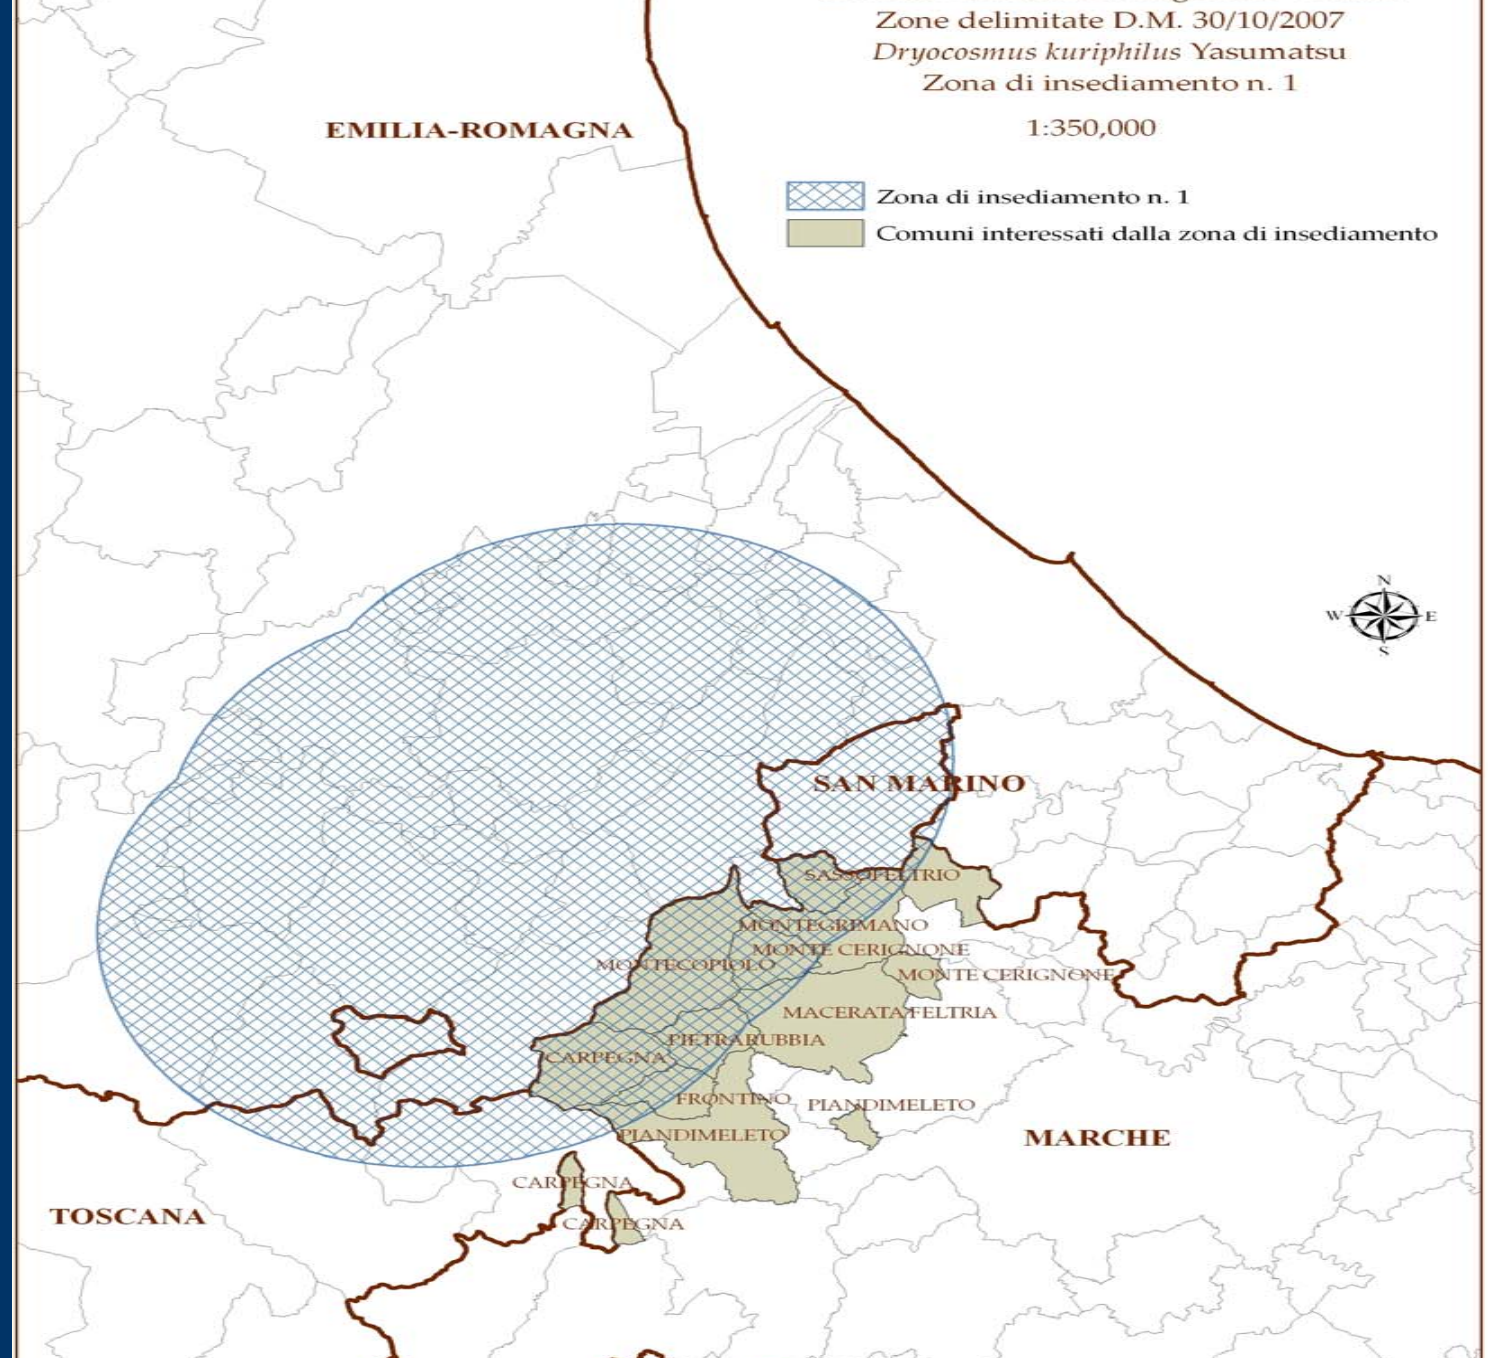 Zone delimitate D.M. 30/10/2007
Dryocosmus kuriphilus Yasumatsu
Zona di insediamento n. 1
1:350,000
EMILIA-ROMAGNA
Zona di insediamento n. 1
Comuni interessati dalla zona di insediamento
N
W E
S
SAN MARINO
SASSOFELTRIO
MONTEGRIMANO
MONTE CERIGNONE
MONTECOPIOLO
MONTE CERIGNONE
MACERATA FELTRIA
PIETRARUBBIA
CARPEGNA
FRONTINO
PIANDIMELETO
PIANDIMELETO
MARCHE
CARPEGNA
TOSCANA
CARPEGNA